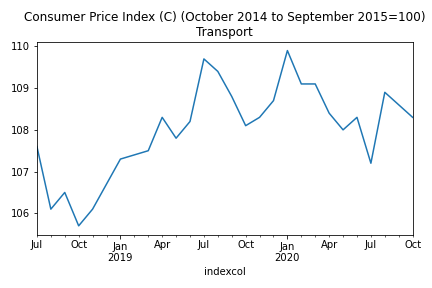 Consumer Price Index (C) (October 2014 to September 2015=100)
Transport
110
109
108
107
106
Jul
Oct
Jan
2019
Apr
Jul
Oct
Jan
2020
Apr
Jul
Oct
indexcol